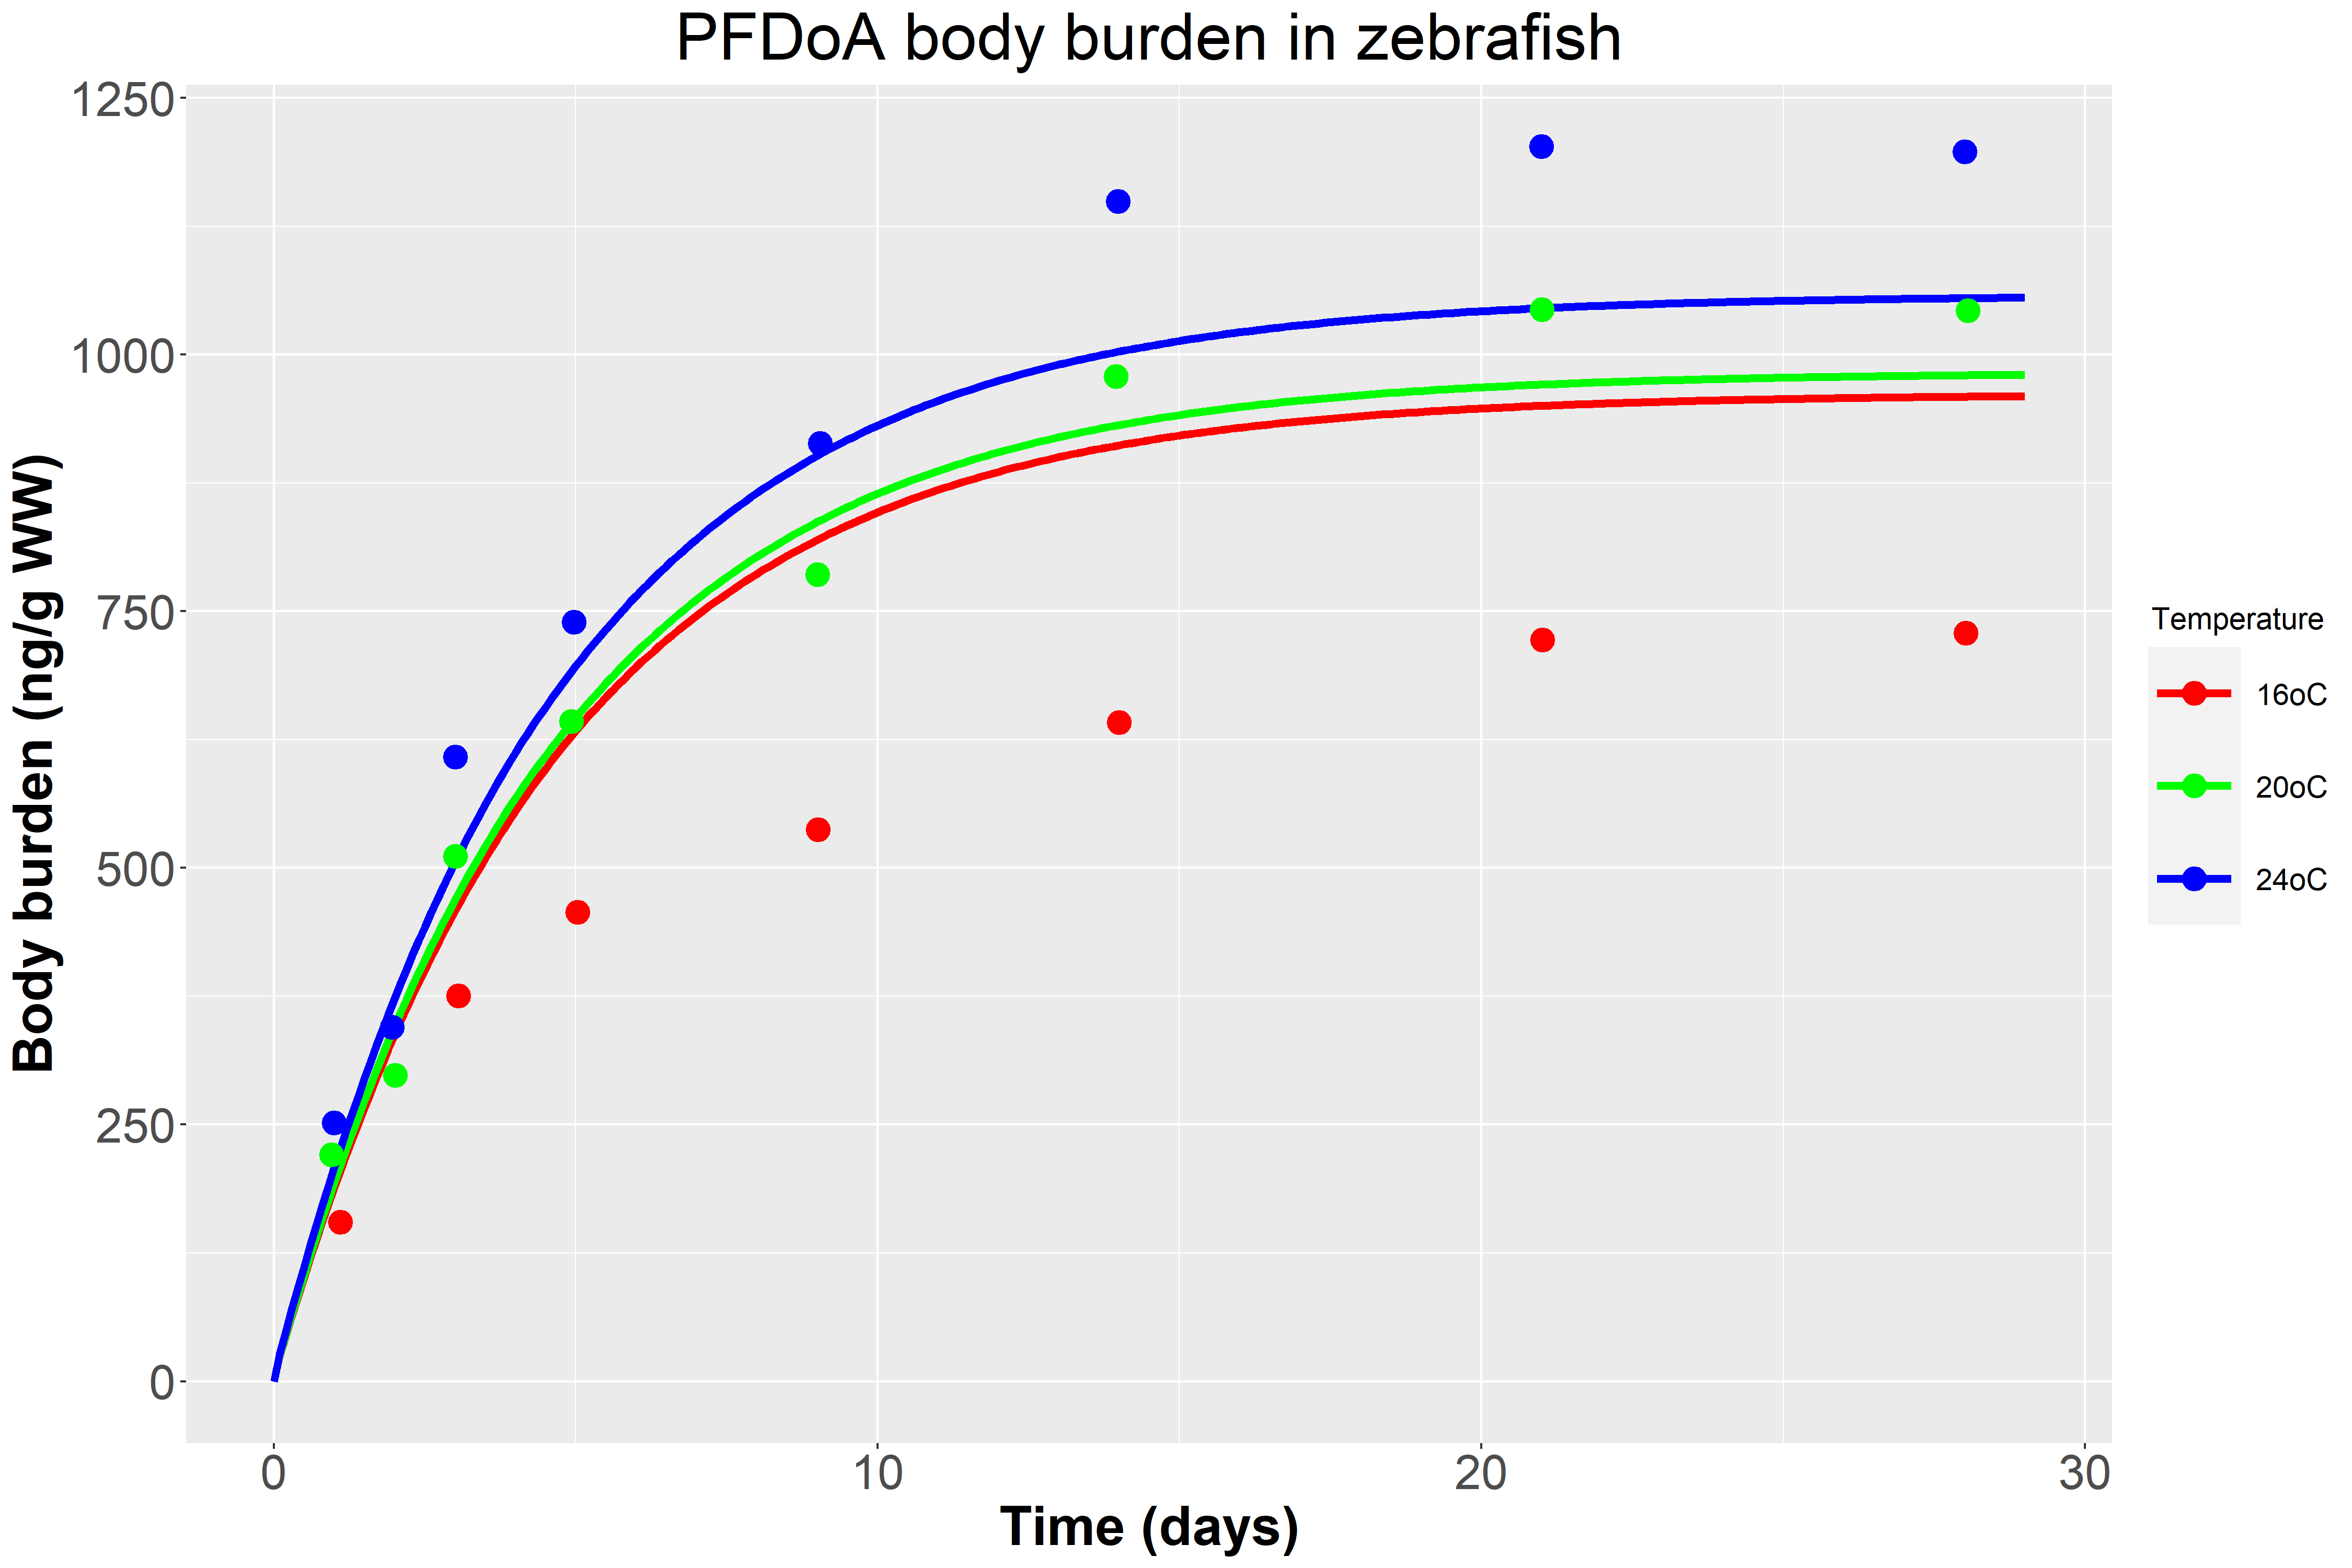 PFDoA body burden in zebrafish
1250
1000
750
500
250
0
Body burden (ng/g WW)
0 10 20 30
Time (days)
Temperature
16oC
20oC
24oC